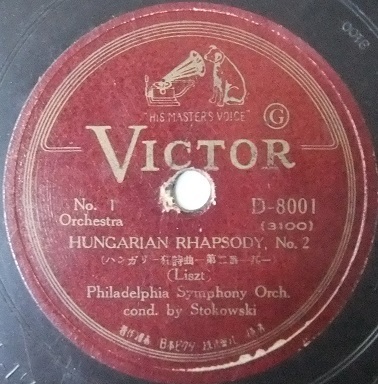 "HIS MASTER'S VOICE"
G
VICTOR
No. 1
Orchestra
D-8001
(3100)
HUNGARIAN RHAPSODY, No. 2
(Liszt)
Philadelphia Symphony Orch.
cond. by Stokowski